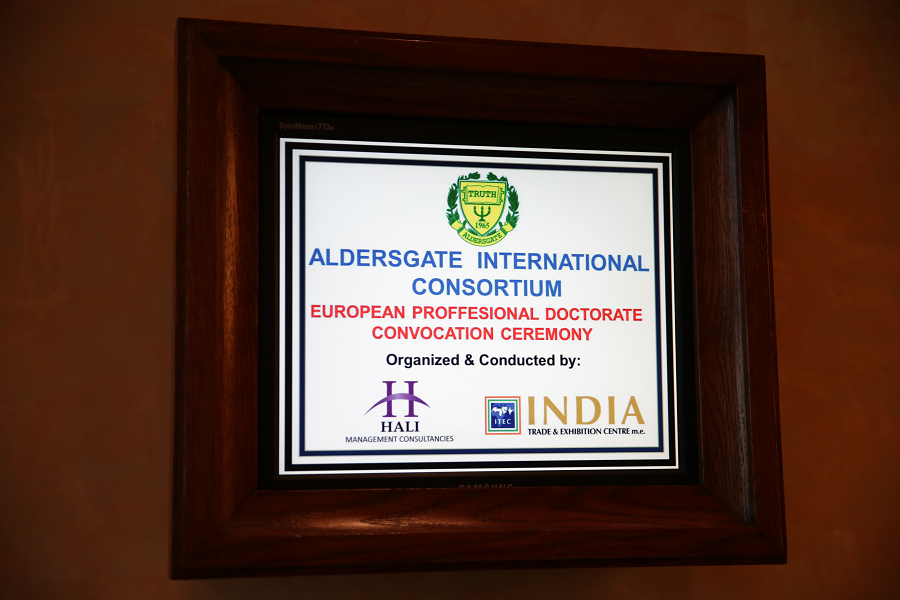 SyncMaster 713n
TRUTH
1965
ALDERSGATE
ALDERSGATE INTERNATIONAL
CONSORTIUM
EUROPEAN PROFFESIONAL DOCTORATE
CONVOCATION CEREMONY
Organized & Conducted by:
H
HALI
MANAGEMENT CONSULTANCIES
ITEC
INDIA
TRADE & EXHIBITION CENTRE m.e.
SAMSUNG